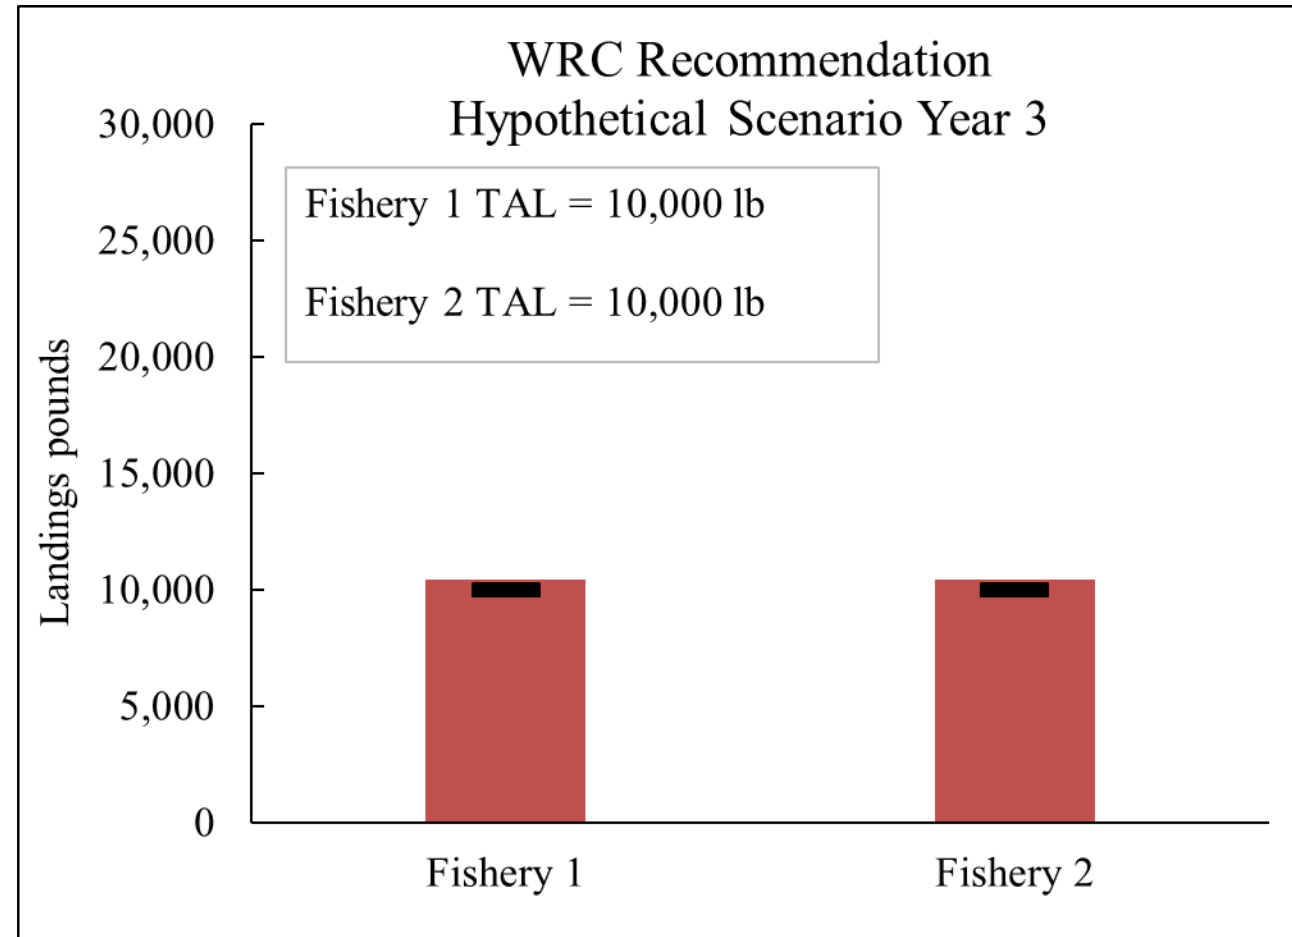 WRC Recommendation
Hypothetical Scenario Year 3
30,000
25,000
20,000
15,000
10,000
5,000
0
Landings pounds
Fishery 1 TAL = 10,000 lb
Fishery 2 TAL = 10,000 lb
Fishery 1
Fishery 2